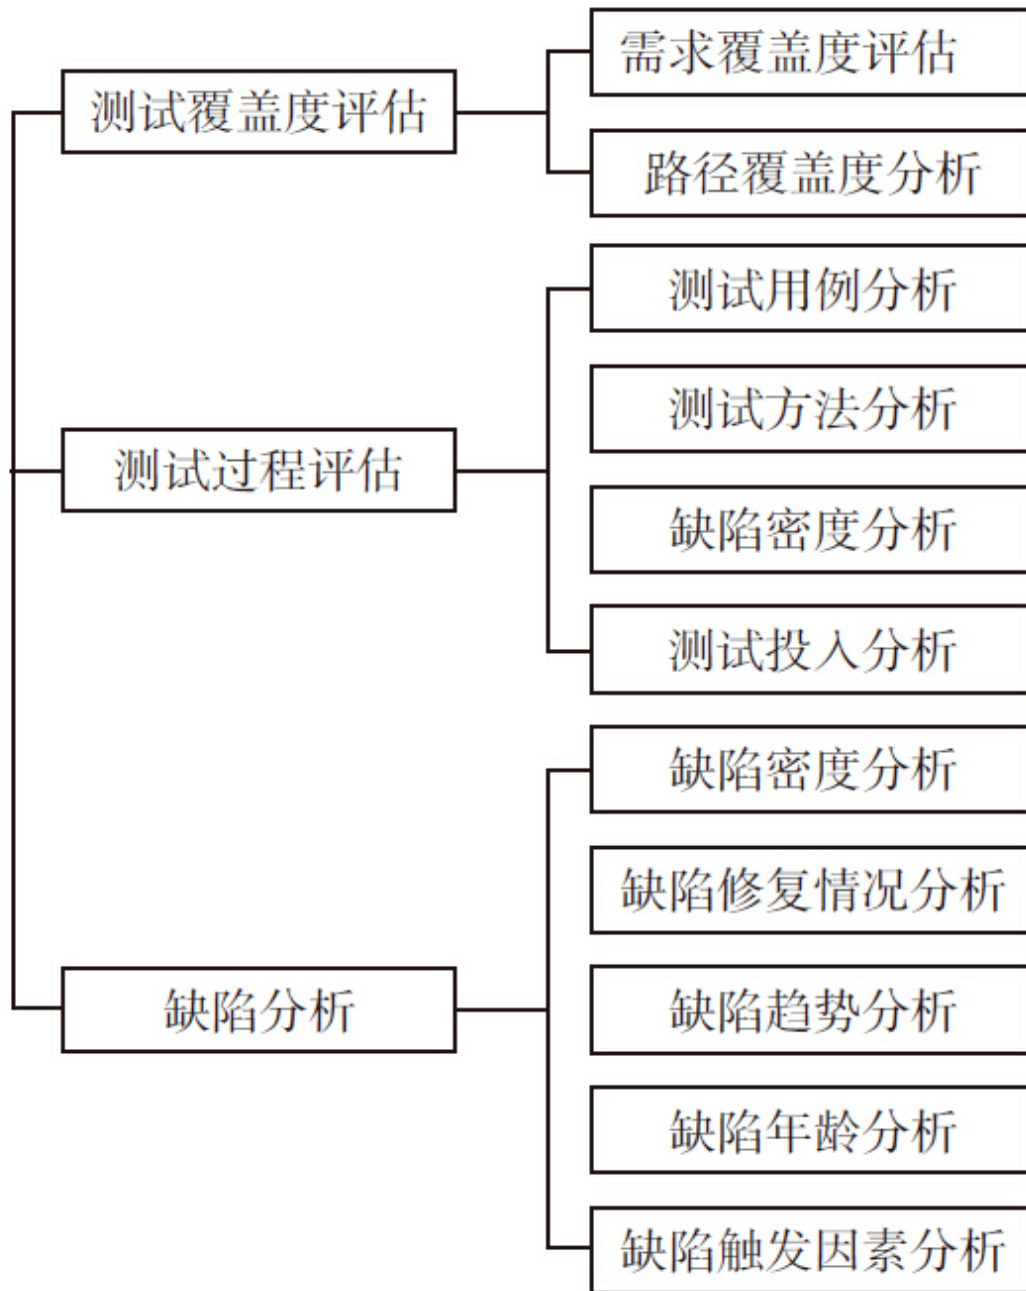 测试覆盖度评估
需求覆盖度评估
路径覆盖度分析
测试过程评估
测试用例分析
测试方法分析
缺陷密度分析
测试投入分析
缺陷分析
缺陷密度分析
缺陷修复情况分析
缺陷趋势分析
缺陷年龄分析
缺陷触发因素分析